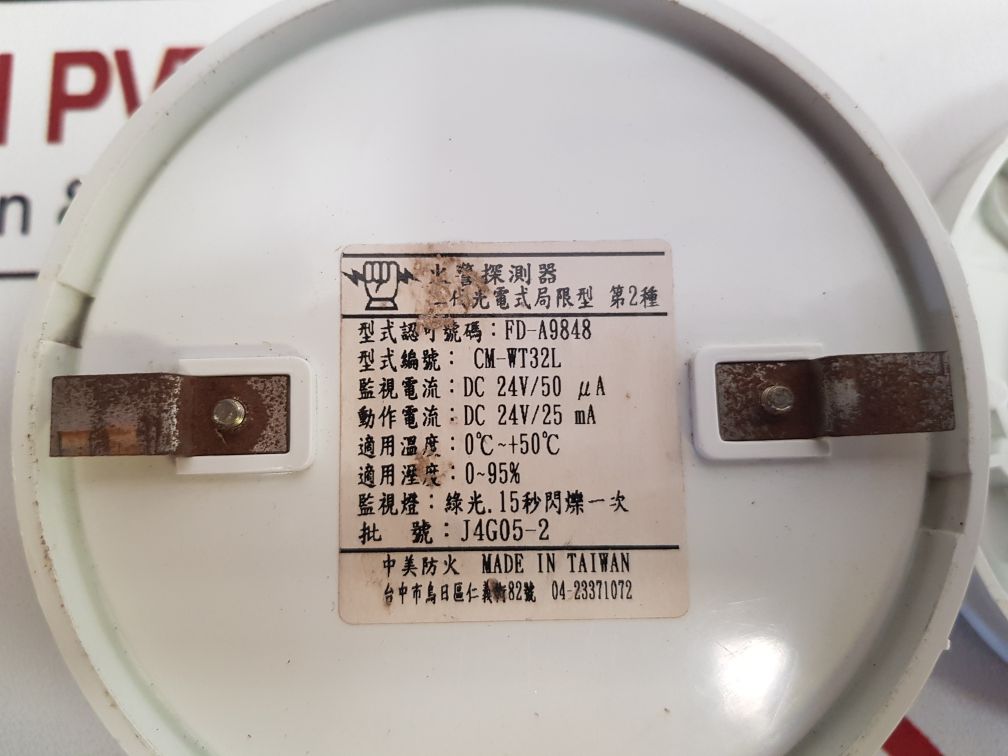 PV
n &
火警探測器
二代光電式局限型 第2種
型式認可號碼：FD-A9848
型式編號： CM-WT32L
監視電流：DC 24V/50 μA
動作電流：DC 24V/25 mA
適用溫度：0℃~+50℃
適用溼度：0~95%
監視燈：綠光.15秒閃爍一次
批 號：J4G05-2
中美防火 MADE IN TAIWAN
台中市烏日區仁義街82號 04-23371072